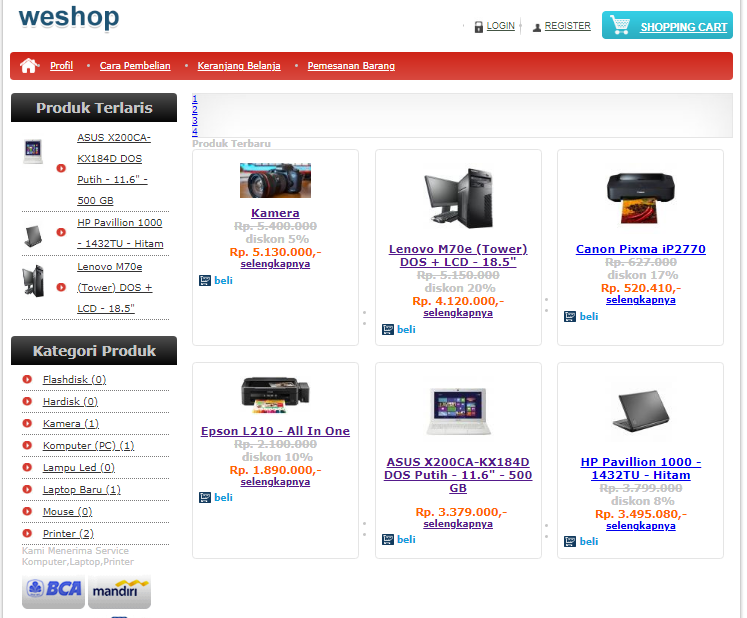 weshop
LOGIN
REGISTER
SHOPPING CART
Profil
Cara Pembelian
Keranjang Belanja
Pemesanan Barang
Produk Terlaris
ASUS X200CA-
KX184D DOS
Putih - 11.6" -
500 GB
HP Pavillion 1000
- 1432TU - Hitam
Lenovo M70e
(Tower) DOS +
LCD - 18.5"
Kategori Produk
Flashdisk (0)
Hardisk (0)
Kamera (1)
Komputer (PC) (1)
Lampu Led (0)
Laptop Baru (1)
Mouse (0)
Printer (2)
Kami Menerima Service
Komputer,Laptop,Printer
BCA
mandiri
1
2
3
4
Produk Terbaru
Kamera
Rp. 5.400.000
diskon 5%
Rp. 5.130.000,-
selengkapnya
beli
Lenovo M70e (Tower)
DOS + LCD - 18.5"
Rp. 5.150.000
diskon 20%
Rp. 4.120.000,-
selengkapnya
beli
Canon Pixma iP2770
Rp. 627.000
diskon 17%
Rp. 520.410,-
selengkapnya
beli
Epson L210 - All In One
Rp. 2.100.000
diskon 10%
Rp. 1.890.000,-
selengkapnya
beli
ASUS X200CA-KX184D
DOS Putih - 11.6" - 500
GB
Rp. 3.379.000,-
selengkapnya
beli
HP Pavillion 1000 -
1432TU - Hitam
Rp. 3.799.000
diskon 8%
Rp. 3.495.080,-
selengkapnya
beli